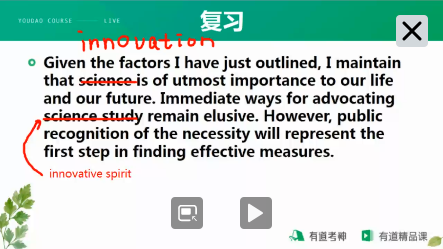 YOUDAO COURSE LIVE
复习
innovation
Given the factors I have just outlined, I maintain
that science is of utmost importance to our life
and our future. Immediate ways for advocating
science study remain elusive. However, public
recognition of the necessity will represent the
first step in finding effective measures.
innovative spirit
有道考神 有道精品课